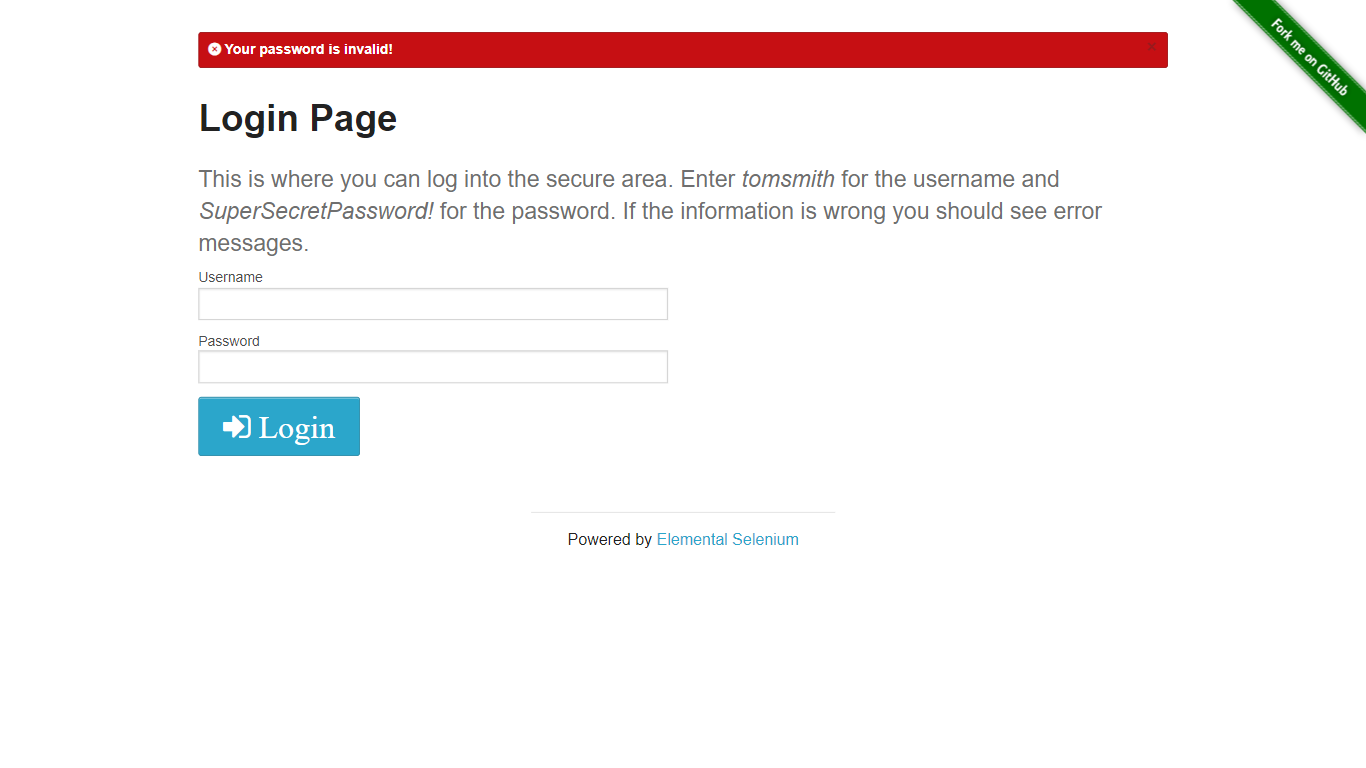 Your password is invalid!
×
Fork me on GitHub
Login Page
This is where you can log into the secure area. Enter tomsmith for the username and
SuperSecretPassword! for the password. If the information is wrong you should see error
messages.
Username
Password
Login
Powered by Elemental Selenium